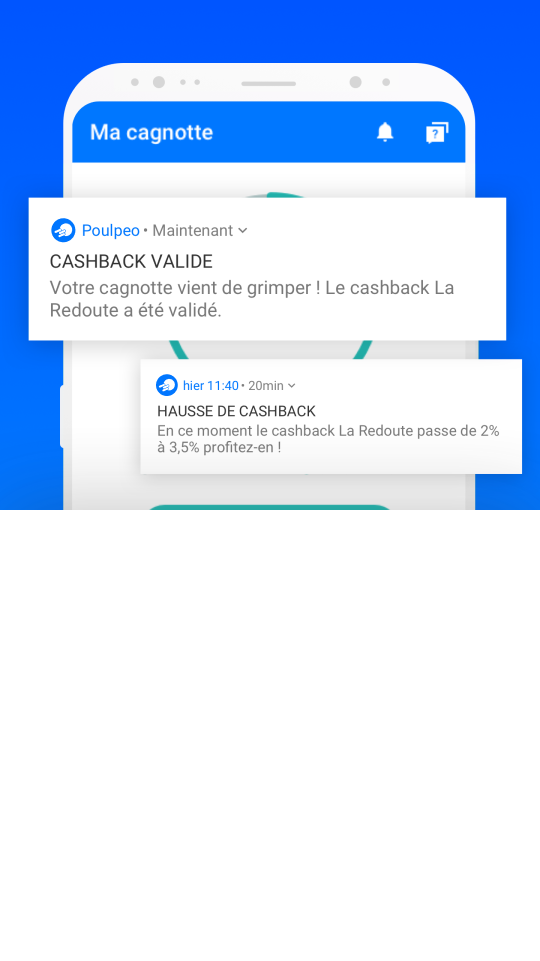 Ma cagnotte
?
Poulpeo • Maintenant
CASHBACK VALIDE
Votre cagnotte vient de grimper ! Le cashback La
Redoute a été validé.
hier 11:40 • 20min
HAUSSE DE CASHBACK
En ce moment le cashback La Redoute passe de 2%
à 3,5% profitez-en !